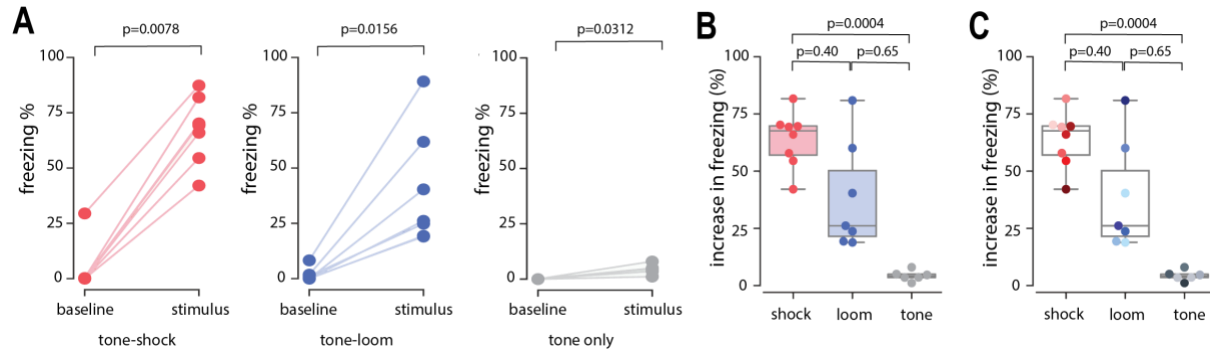 A
p=0.0078
freezing %
100
75
50
25
0
baseline
stimulus
tone-shock
p=0.0156
freezing %
100
75
50
25
0
baseline
stimulus
tone-loom
p=0.0312
freezing %
100
75
50
25
0
baseline
stimulus
tone only
B
p=0.0004
p=0.40
p=0.65
increase in freezing (%)
100
75
50
25
0
shock
loom
tone
C
p=0.0004
p=0.40
p=0.65
increase in freezing (%)
100
75
50
25
0
shock
loom
tone